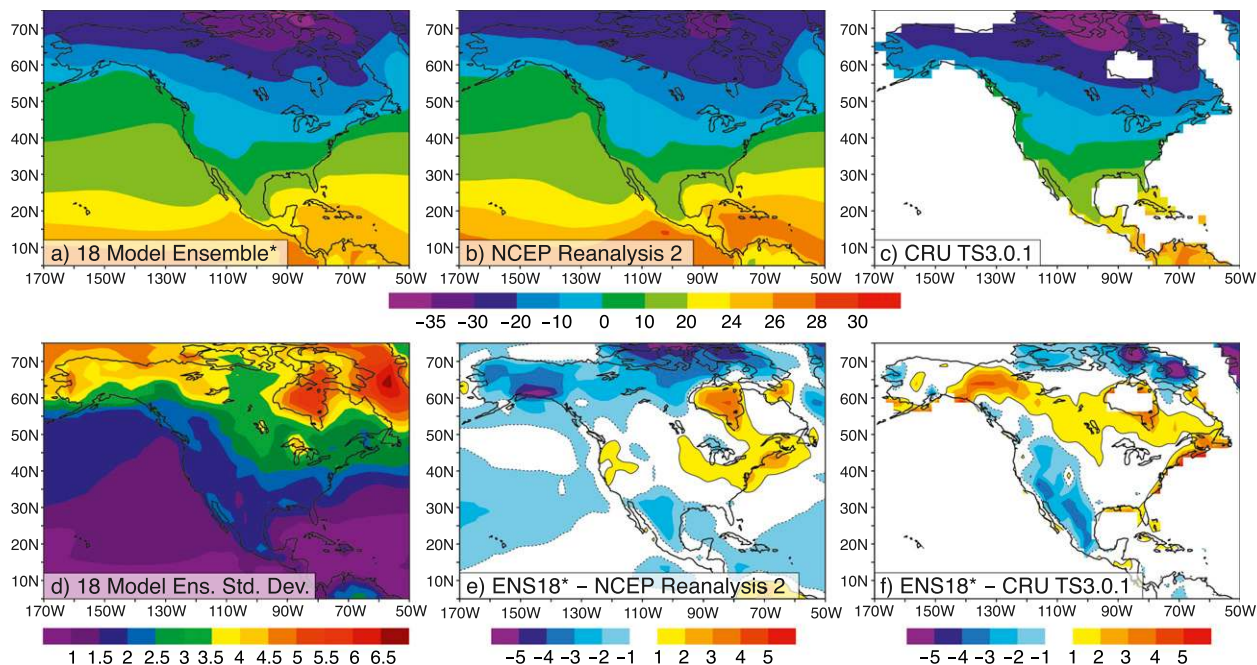 70N
60N
50N
40N
30N
20N
10N
a) 18 Model Ensemble*
170W 150W 130W 110W 90W 70W 50W
70N
60N
50N
40N
30N
20N
10N
b) NCEP Reanalysis 2
170W 150W 130W 110W 90W 70W 50W
70N
60N
50N
40N
30N
20N
10N
c) CRU TS3.0.1
170W 150W 130W 110W 90W 70W 50W
−35 −30 −20 −10 0 10 20 24 26 28 30
70N
60N
50N
40N
30N
20N
10N
d) 18 Model Ens. Std. Dev.
170W 150W 130W 110W 90W 70W 50W
1 1.5 2 2.5 3 3.5 4 4.5 5 5.5 6 6.5
70N
60N
50N
40N
30N
20N
10N
e) ENS18* − NCEP Reanalysis 2
170W 150W 130W 110W 90W 70W 50W
−5 −4 −3 −2 −1 1 2 3 4 5
70N
60N
50N
40N
30N
20N
10N
f) ENS18* − CRU TS3.0.1
170W 150W 130W 110W 90W 70W 50W
−5 −4 −3 −2 −1 1 2 3 4 5